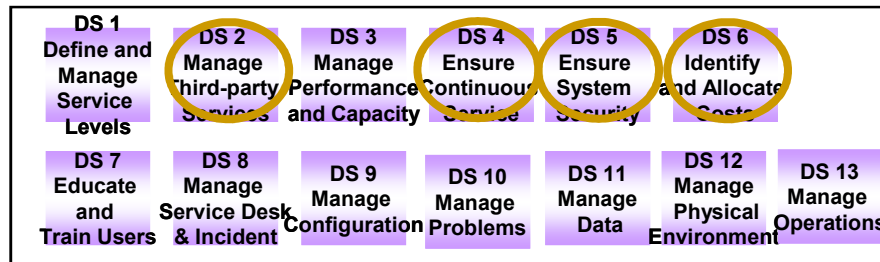 DS 1
Define and
Manage
Service
Levels
DS 2
Manage
Third-party
Services
DS 3
Manage
Performance
and Capacity
DS 4
Ensure
Continuous
Service
DS 5
Ensure
System
Security
DS 6
Identify
and Allocate
Costs
DS 7
Educate
and
Train Users
DS 8
Manage
Service Desk
& Incident
DS 9
Manage
Configuration
DS 10
Manage
Problems
DS 11
Manage
Data
DS 12
Manage
Physical
Environment
DS 13
Manage
Operations